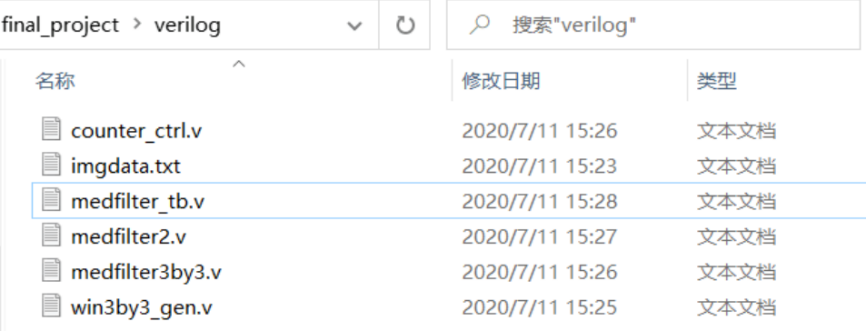 final_project > verilog 搜索"verilog"
名称 修改日期 类型
counter_ctrl.v 2020/7/11 15:26 文本文档
imgdata.txt 2020/7/11 15:23 文本文档
medfilter_tb.v 2020/7/11 15:28 文本文档
medfilter2.v 2020/7/11 15:27 文本文档
medfilter3by3.v 2020/7/11 15:26 文本文档
win3by3_gen.v 2020/7/11 15:25 文本文档